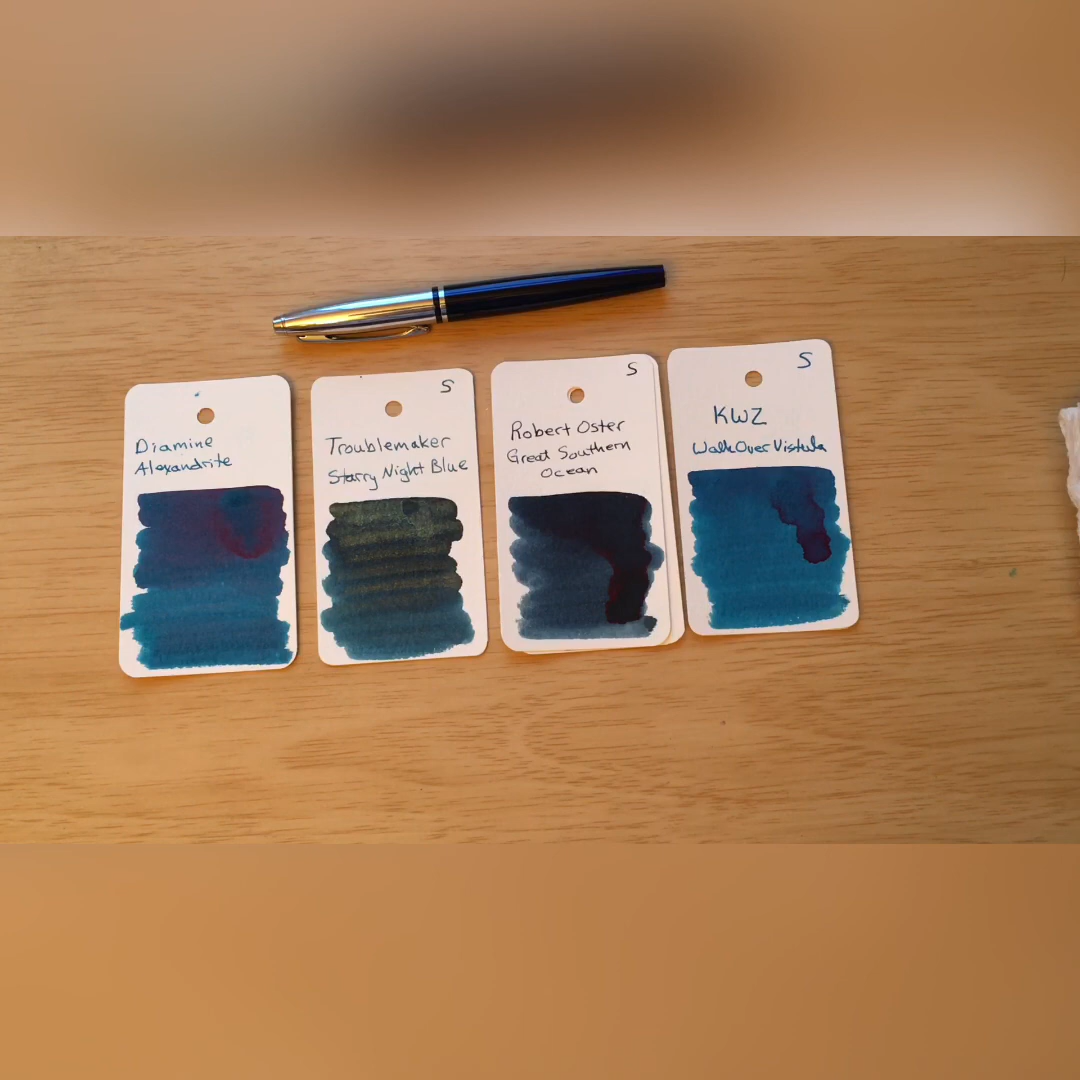 Diamine
Alexandrite
S
Troublemaker
Starry Night Blue
S
Robert Oster
Great Southern
Ocean
S
KWZ
Walk Over Vistula